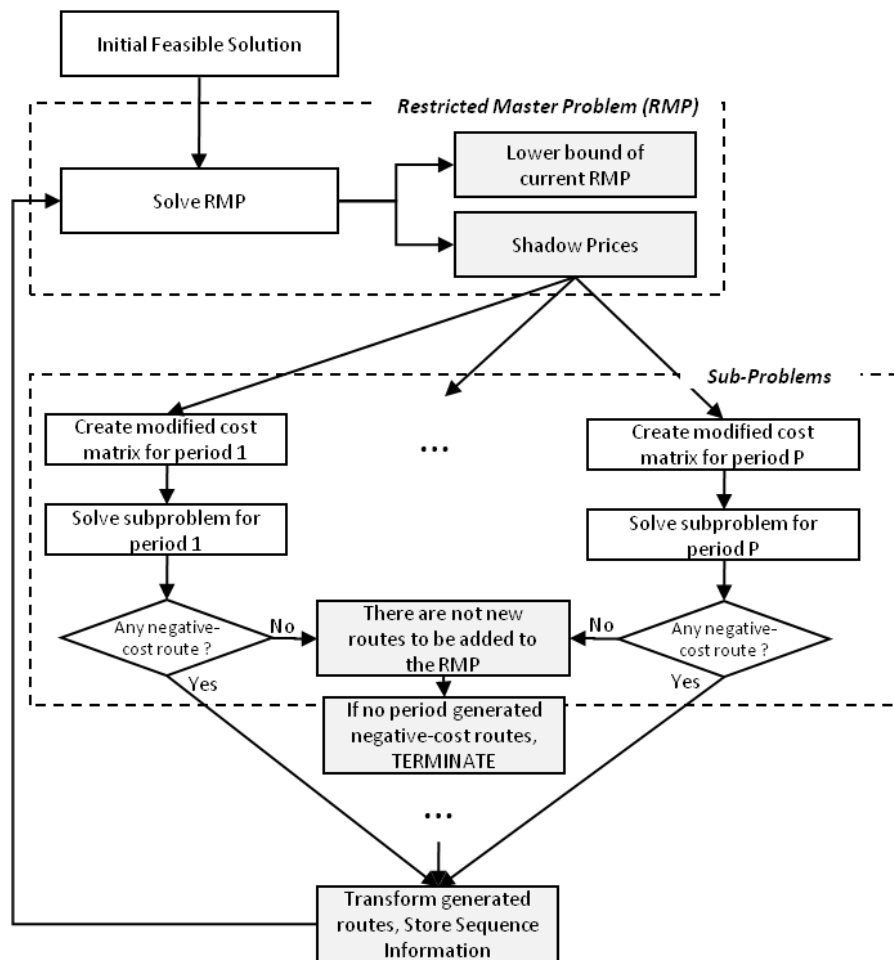 Initial Feasible Solution
Restricted Master Problem (RMP)
Lower bound of
current RMP
Solve RMP
Shadow Prices
Sub-Problems
Create modified cost
matrix for period 1
...
Create modified cost
matrix for period P
Solve subproblem for
period 1
Solve subproblem for
period P
Any negative-
cost route ?
No
There are not new
routes to be added to
the RMP
No
Any negative-
cost route ?
Yes
Yes
If no period generated
negative-cost routes,
TERMINATE
...
Transform generated
routes, Store Sequence
Information